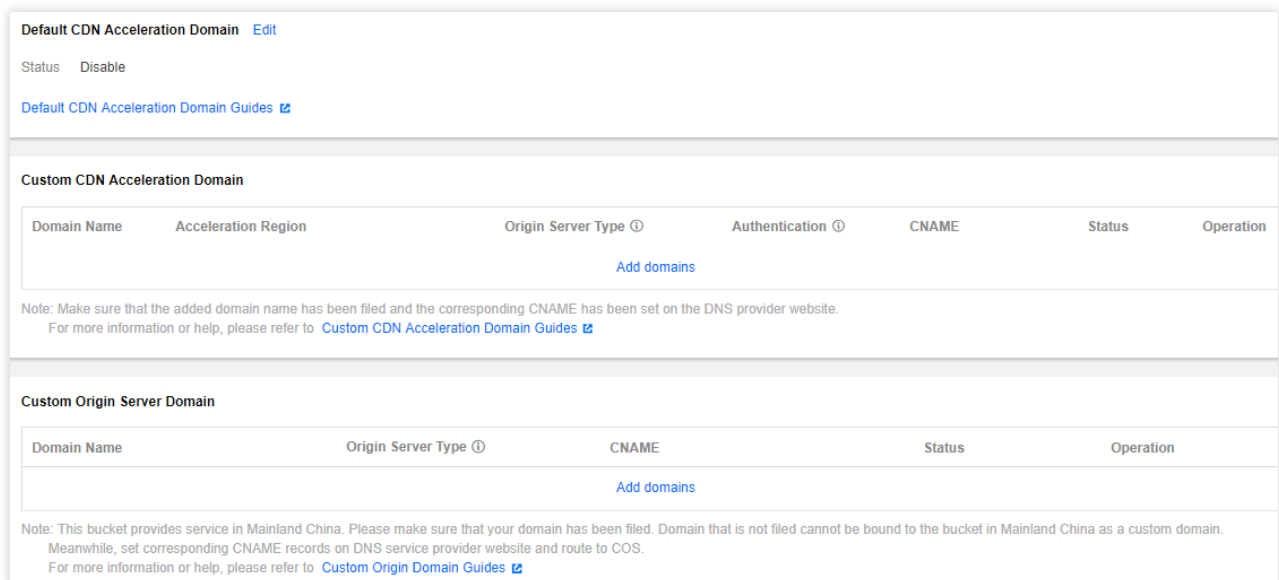 Default CDN Acceleration Domain Edit
Status Disable
Default CDN Acceleration Domain Guides
Custom CDN Acceleration Domain
Domain Name Acceleration Region Origin Server Type Authentication CNAME Status Operation
Add domains
Note: Make sure that the added domain name has been filed and the corresponding CNAME has been set on the DNS provider website.
For more information or help, please refer to Custom CDN Acceleration Domain Guides
Custom Origin Server Domain
Domain Name Origin Server Type CNAME Status Operation
Add domains
Note: This bucket provides service in Mainland China. Please make sure that your domain has been filed. Domain that is not filed cannot be bound to the bucket in Mainland China as a custom domain.
Meanwhile, set corresponding CNAME records on DNS service provider website and route to COS.
For more information or help, please refer to Custom Origin Domain Guides